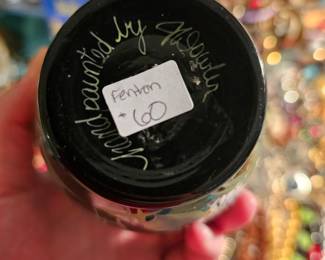 Hand painted by
Fenton
- 60